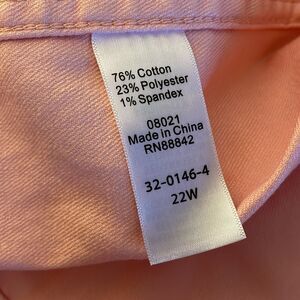 76% Cotton
23% Polyester
1% Spandex
08021
Made in China
RN88842
32-0146-4
22W